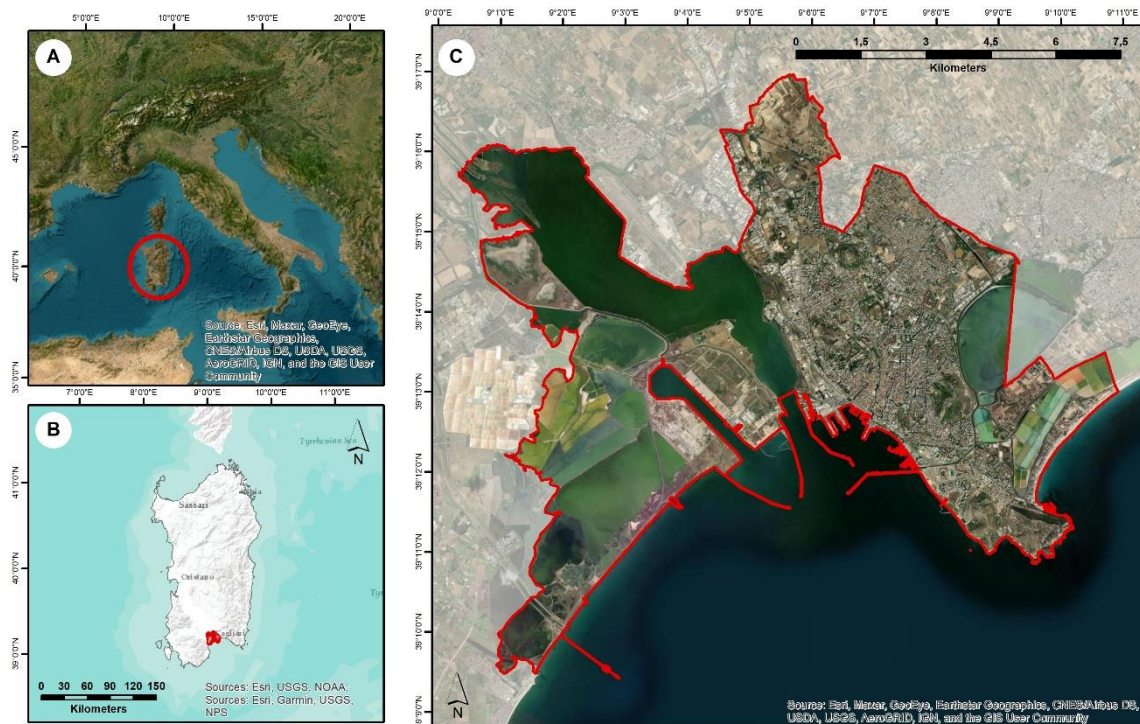 5°0'0"E 10°0'0"E 15°0'0"E 20°0'0"E
A
45°0'0"N
40°0'0"N
35°0'0"N
Source: Esri, Maxar, GeoEye,
Earthstar Geographics,
CNES/Airbus DS, USDA, USGS,
AeroGRID, IGN, and the GIS User
Community
7°0'0"E 8°0'0"E 9°0'0"E 10°0'0"E 11°0'0"E
B
Tyrrhenian Sea
N
41°0'0"N
40°0'0"N
39°0'0"N
Sassari
Oristano
0 30 60 90 120 150
Kilometers
Sources: Esri, USGS, NOAA;
Sources: Esri, Garmin, USGS,
NPS
9°0'0"E 9°1'0"E 9°2'0"E 9°3'0"E 9°4'0"E 9°5'0"E 9°6'0"E 9°7'0"E 9°8'0"E 9°9'0"E 9°10'0"E 9°11'0"E
C
0 1,5 3 4,5 6 7,5
Kilometers
39°17'0"N
39°16'0"N
39°15'0"N
39°14'0"N
39°13'0"N
39°12'0"N
39°11'0"N
39°10'0"N
39°9'0"N
N
Source: Esri, Maxar, GeoEye, Earthstar Geographics, CNES/Airbus DS,
USDA, USGS, AeroGRID, IGN, and the GIS User Community